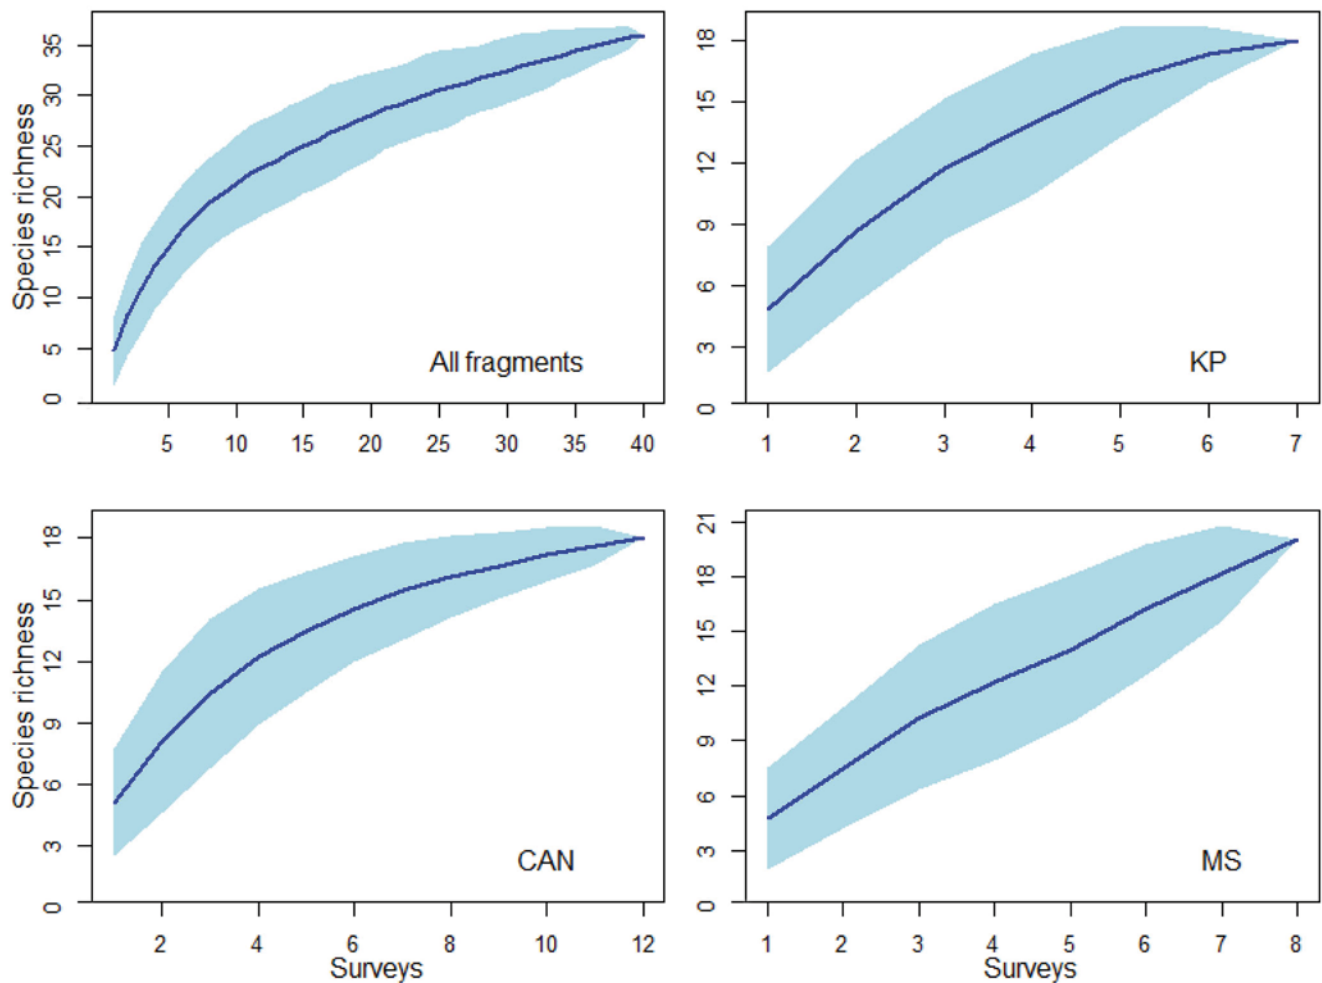 Species richness
0 5 10 15 20 25 30 35
All fragments
5 10 15 20 25 30 35 40
0 3 6 9 12 15 18
KP
1 2 3 4 5 6 7
Species richness
0 3 6 9 12 15 18
CAN
2 4 6 8 10 12
Surveys
0 3 6 9 12 15 18 21
MS
1 2 3 4 5 6 7 8
Surveys